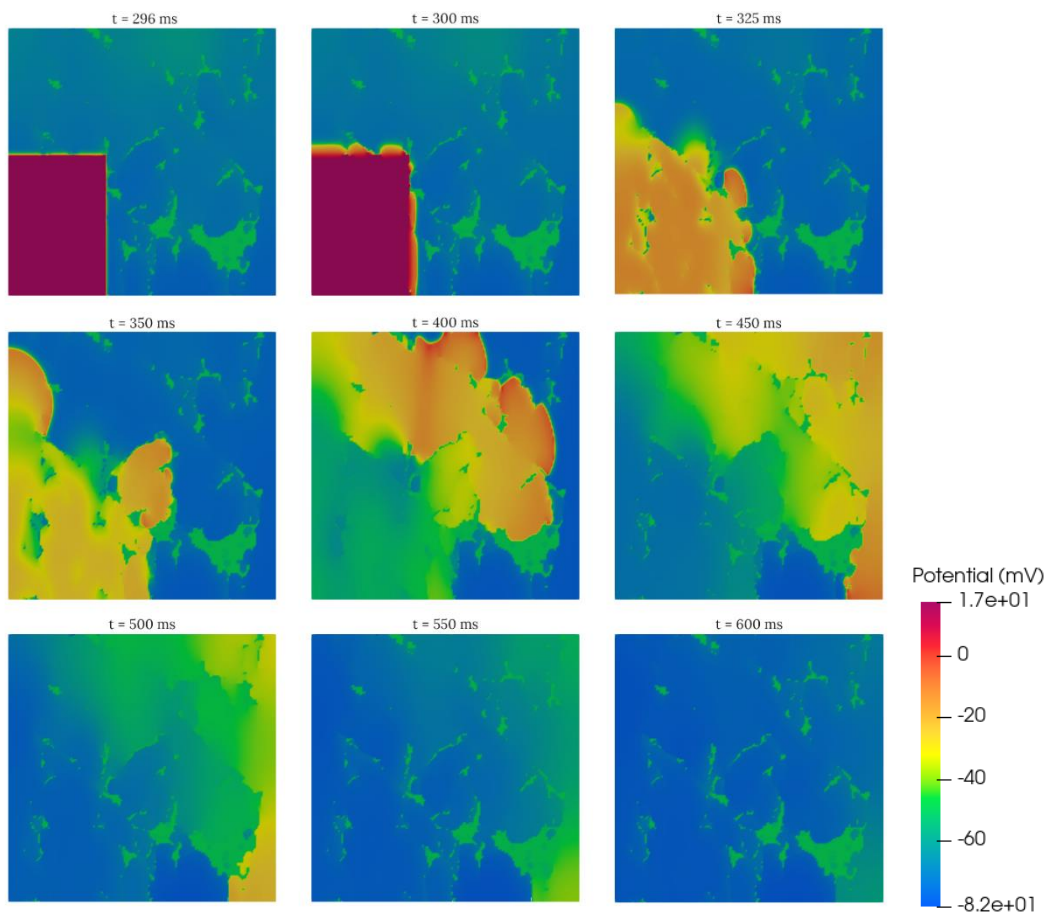 t = 296 ms
t = 300 ms
t = 325 ms
t = 350 ms
t = 400 ms
t = 450 ms
t = 500 ms
t = 550 ms
t = 600 ms
Potential (mV)
1.7e+01
0
-20
-40
-60
-8.2e+01